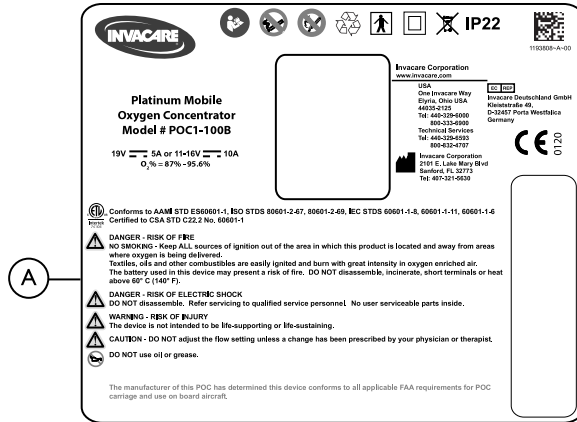 INVACARE
IP22
1193808~A~00
Platinum Mobile
Oxygen Concentrator
Model # POC1-100B
19V 5A or 11-16V 10A
O2% = 87% - 95.6%
Invacare Corporation
www.invacare.com
USA
One Invacare Way
Elyria, Ohio USA
44035-2125
Tel: 440-329-6000
800-333-6900
Technical Services
Tel: 440-329-6593
800-832-4707
Invacare Corporation
2101 E. Lake Mary Blvd
Sanford, FL 32773
Tel: 407-321-5630
EC REP
Invacare Deutschland GmbH
Kleiststraße 49,
D-32457 Porta Westfalica
Germany
CE 0120
ETL
Intertek
Conforms to AAMI STD ES60601-1, ISO STDS 80601-2-67, 80601-2-69, IEC STDS 60601-1-8, 60601-1-11, 60601-1-6
Certified to CSA STD C22.2 No. 60601-1
DANGER - RISK OF FIRE
NO SMOKING - Keep ALL sources of ignition out of the area in which this product is located and away from areas
where oxygen is being delivered.
Textiles, oils and other combustibles are easily ignited and burn with great intensity in oxygen enriched air.
The battery used in this device may present a risk of fire. DO NOT disassemble, incinerate, short terminals or heat
above 60° C (140° F).
DANGER - RISK OF ELECTRIC SHOCK
DO NOT disassemble. Refer servicing to qualified service personnel. No user serviceable parts inside.
WARNING - RISK OF INJURY
The device is not intended to be life-supporting or life-sustaining.
CAUTION - DO NOT adjust the flow setting unless a change has been prescribed by your physician or therapist.
DO NOT use oil or grease.
The manufacturer of this POC has determined this device conforms to all applicable FAA requirements for POC
carriage and use on board aircraft.
A